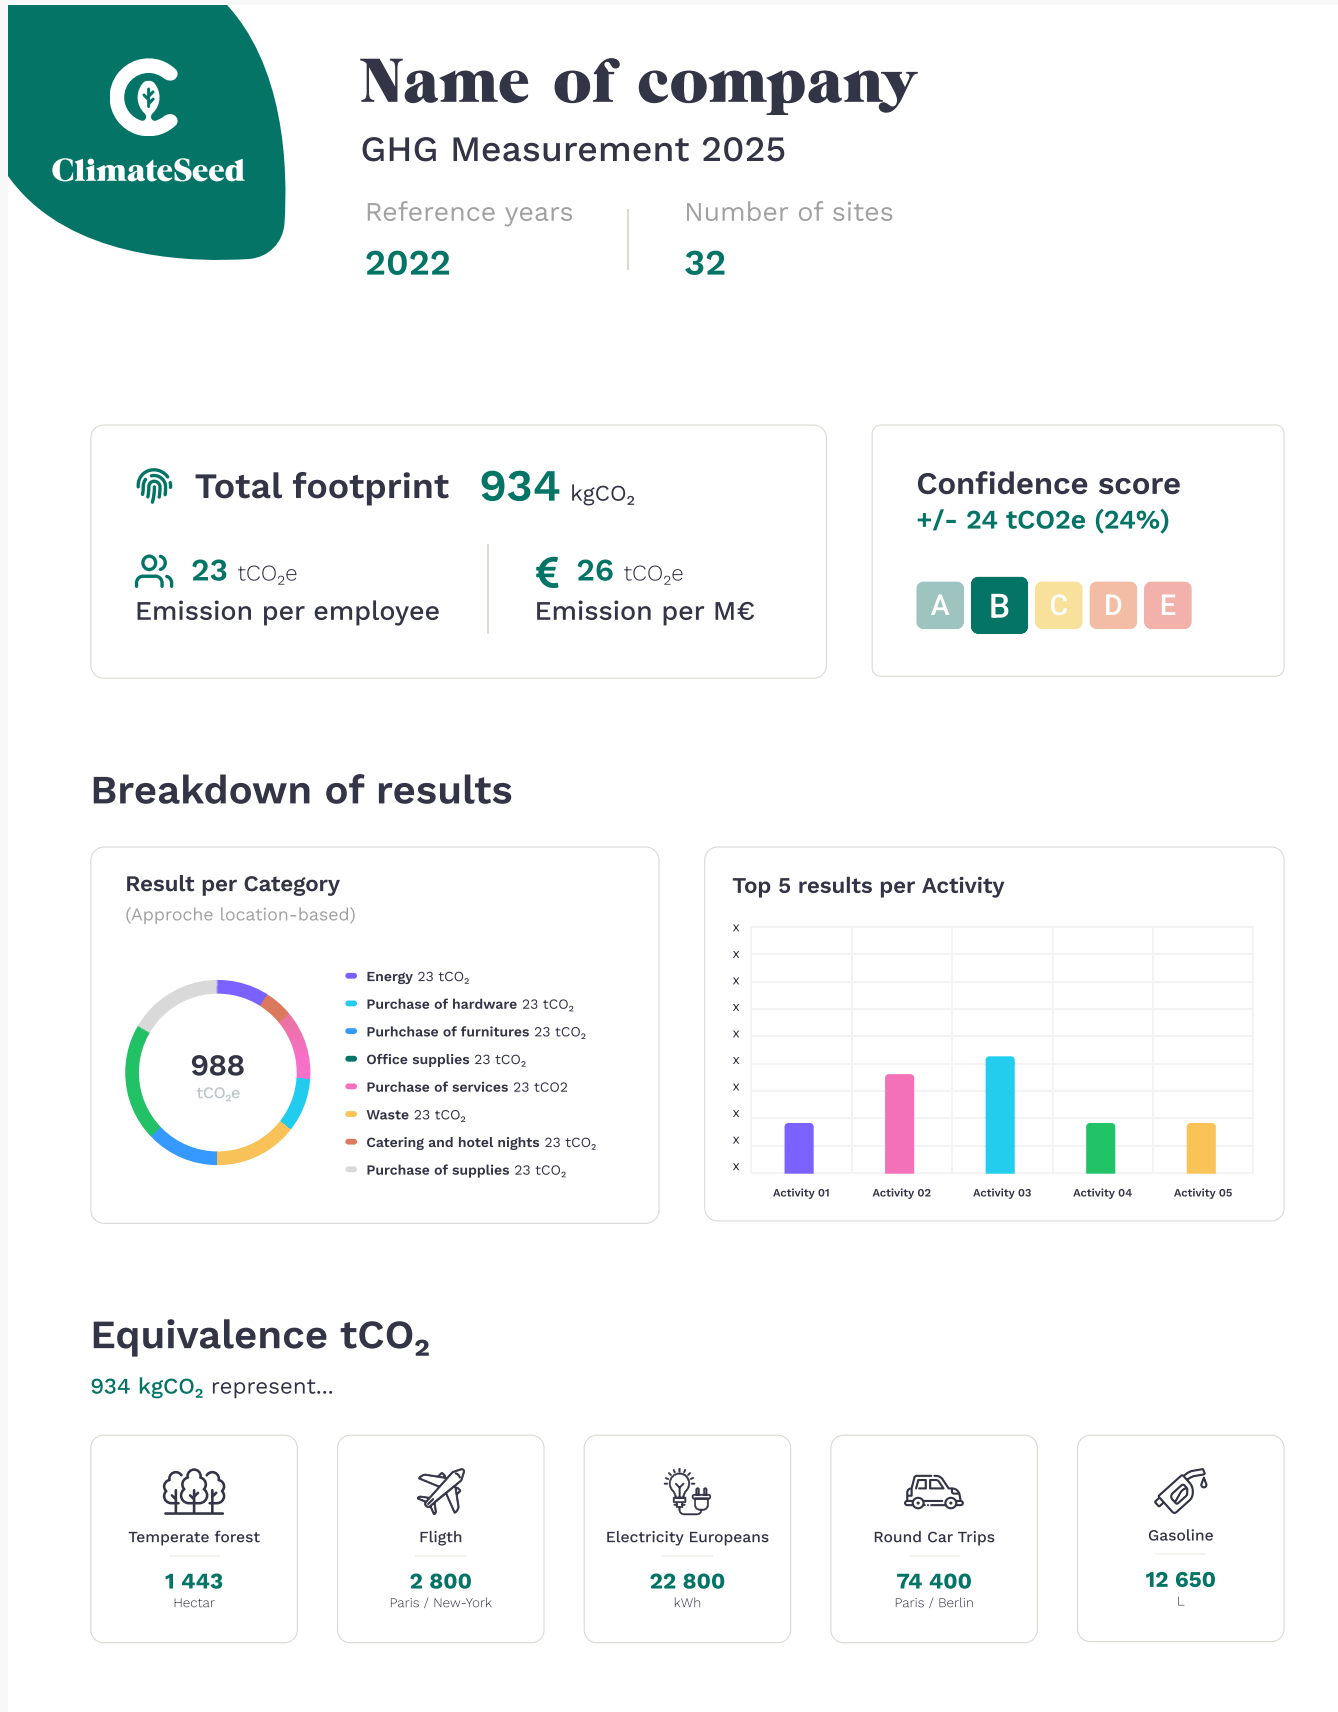 ClimateSeed
Name of company
GHG Measurement 2025
Reference years
2022
Number of sites
32
Total footprint 934 kgCO₂
23 tCO₂e
Emission per employee
€ 26 tCO₂e
Emission per M€
Confidence score
+/- 24 tCO2e (24%)
A B C D E
Breakdown of results
Result per Category
(Approche location-based)
988
tCO₂e
Energy 23 tCO₂
Purchase of hardware 23 tCO₂
Purhchase of furnitures 23 tCO₂
Office supplies 23 tCO₂
Purchase of services 23 tCO2
Waste 23 tCO₂
Catering and hotel nights 23 tCO₂
Purchase of supplies 23 tCO₂
Top 5 results per Activity
x
x
x
x
x
x
x
x
x
x
Activity 01 Activity 02 Activity 03 Activity 04 Activity 05
Equivalence tCO₂
934 kgCO₂ represent...
Temperate forest
1 443
Hectar
Fligth
2 800
Paris / New-York
Electricity Europeans
22 800
kWh
Round Car Trips
74 400
Paris / Berlin
Gasoline
12 650
L